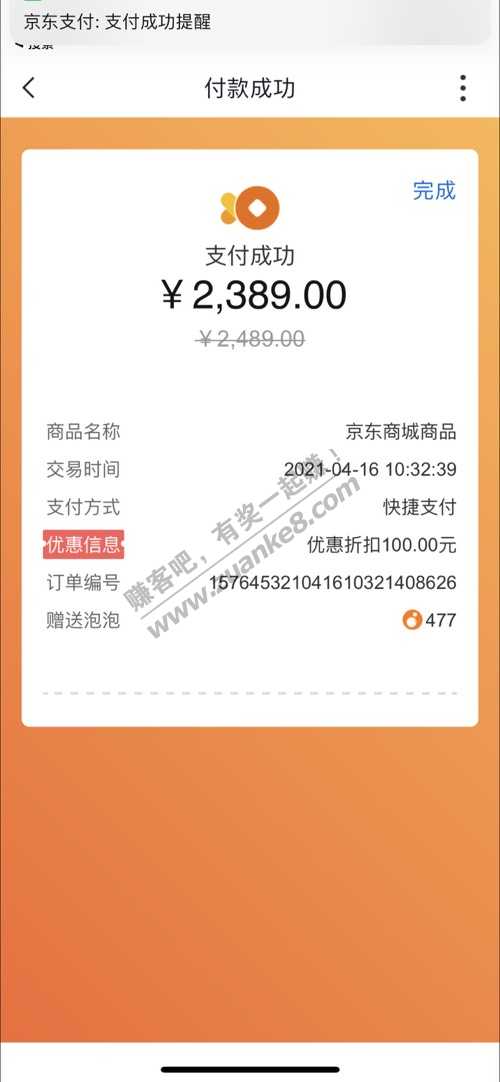 京东支付: 支付成功提醒
付款成功
完成
支付成功
¥ 2,389.00
¥ 2,489.00
商品名称 京东商城商品
交易时间 2021-04-16 10:32:39
支付方式 快捷支付
优惠信息 优惠折扣100.00元
订单编号 157645321041610321408626
赠送泡泡 477
赚客吧，有奖一起赚！
www.zuanke8.com